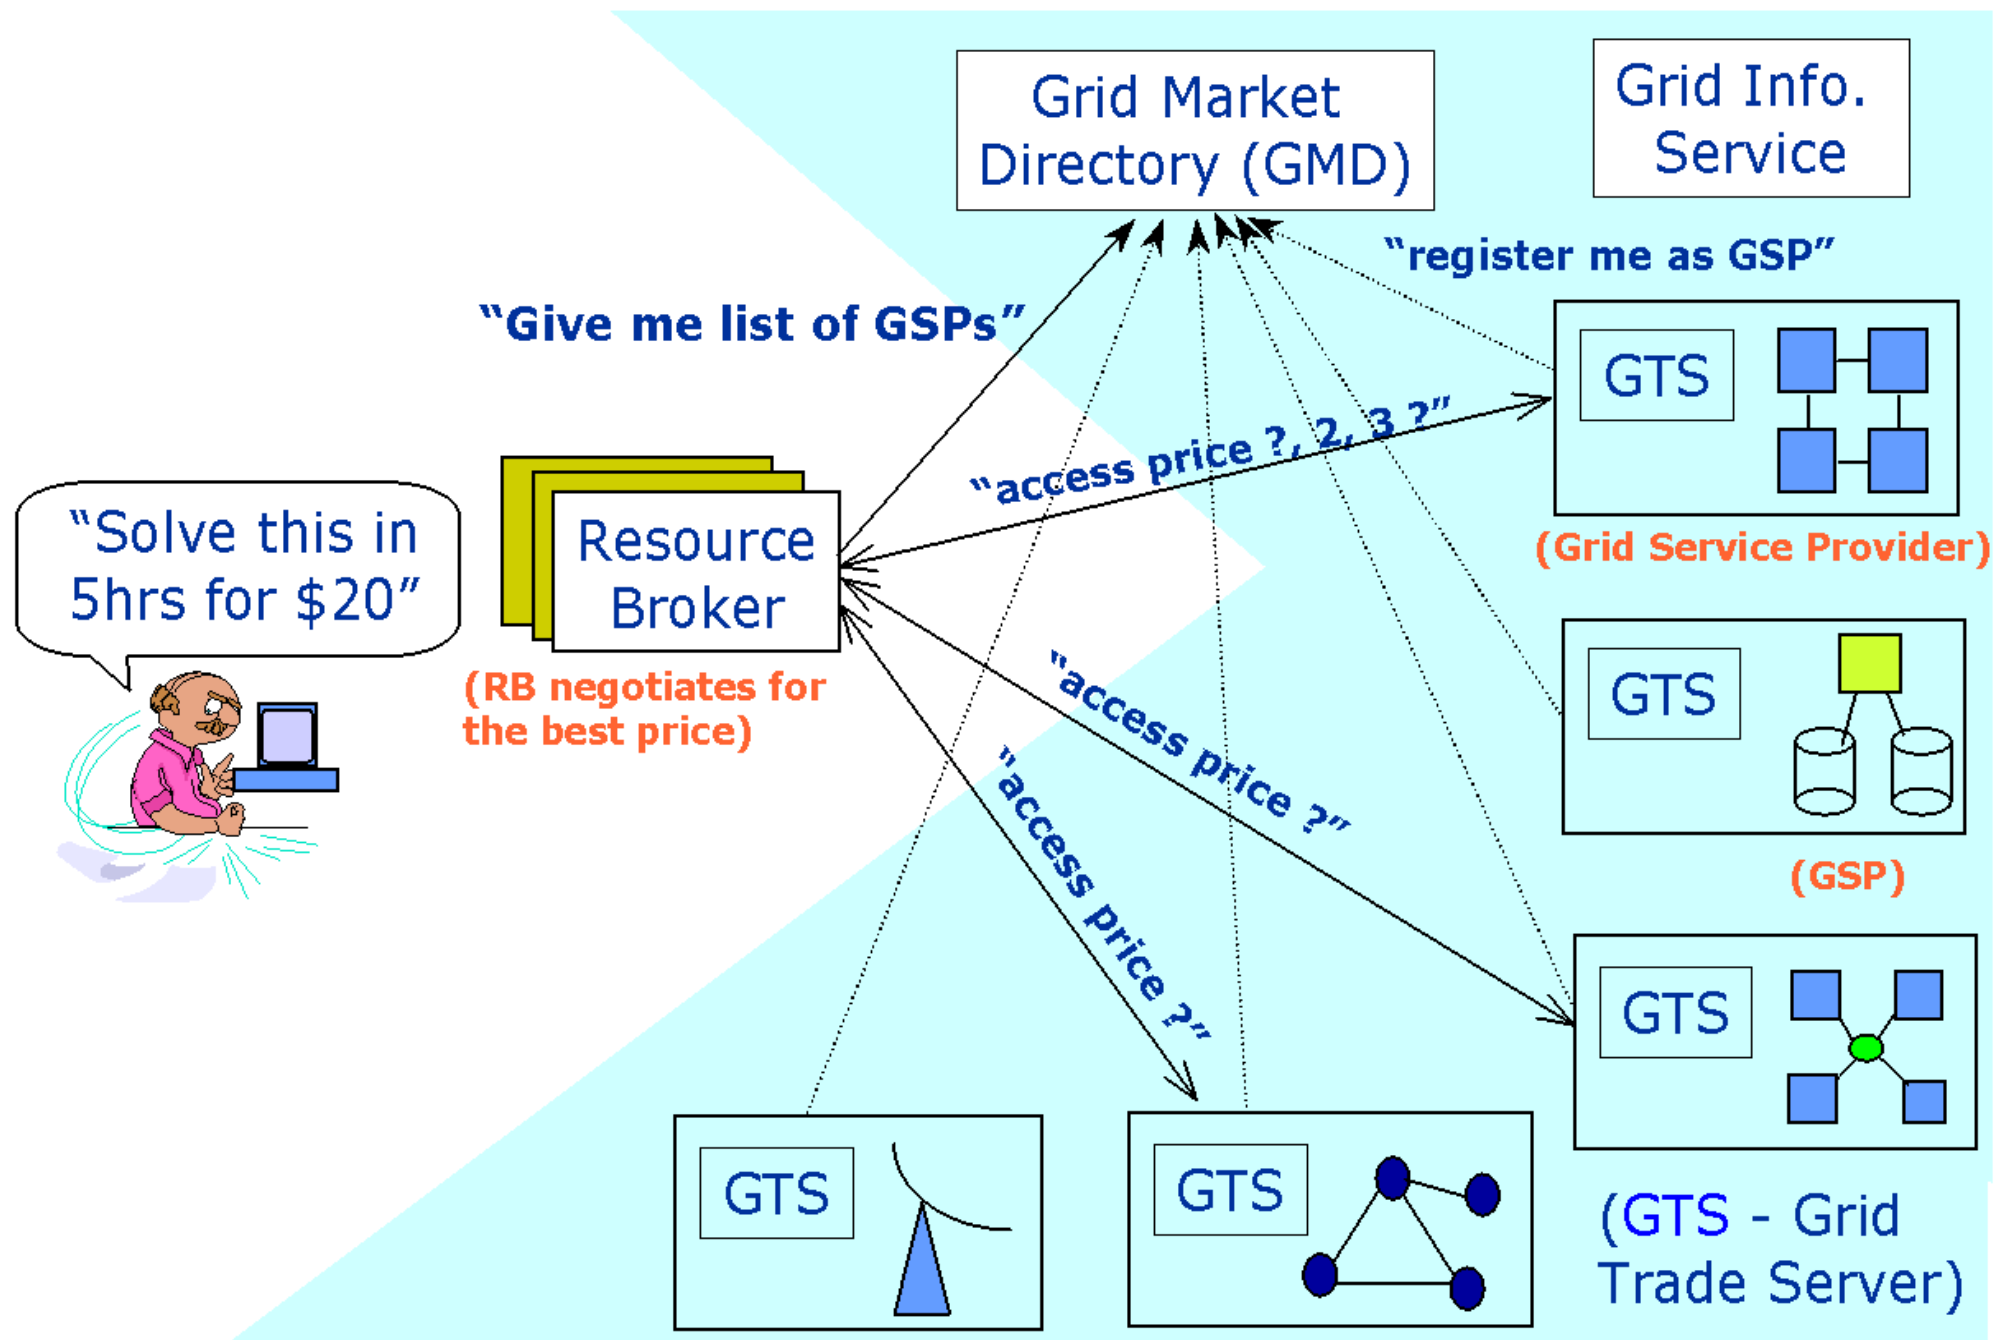 Grid Market
Directory (GMD)
Grid Info.
Service
“register me as GSP”
“Give me list of GSPs”
GTS
“access price ?, 2, 3 ?”
“Solve this in
5hrs for $20”
Resource
Broker
(Grid Service Provider)
(RB negotiates for
the best price)
GTS
“access price ?”
“access price ?”
(GSP)
GTS
GTS
GTS
(GTS - Grid
Trade Server)